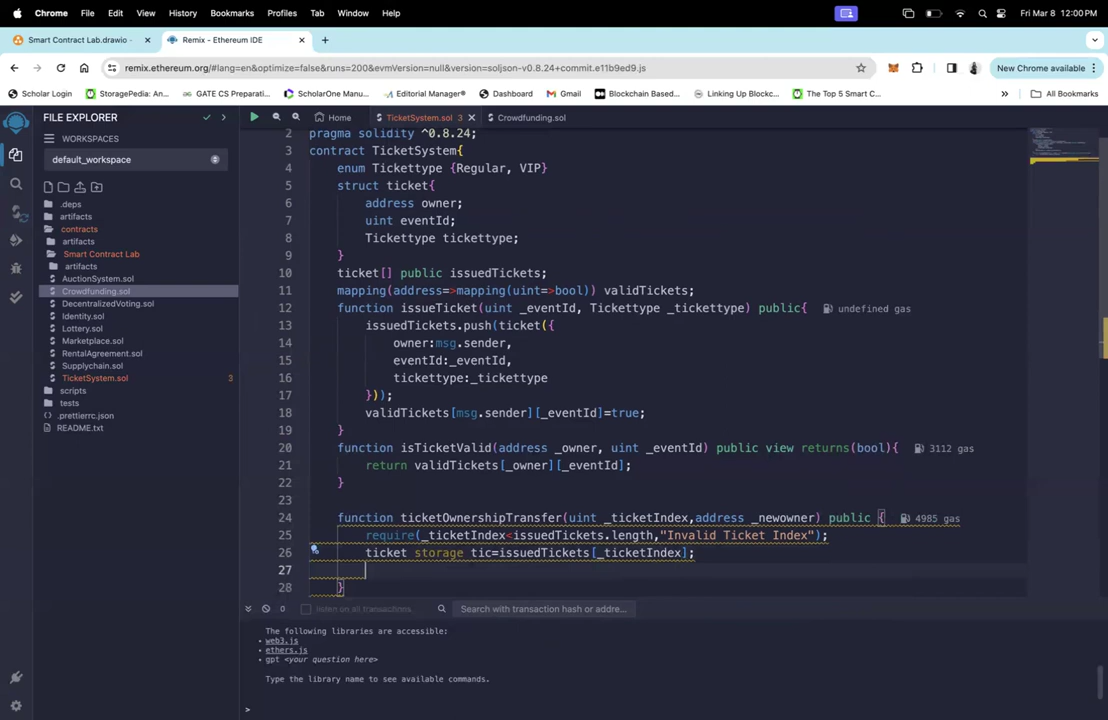 Chrome File Edit View History Bookmarks Profiles Tab Window Help Fri Mar 8 12:00 PM
Smart Contract Lab.drawio - Remix - Ethereum IDE
remix.ethereum.org/#lang=en&optimize=false&runs=200&evmVersion=null&version=soljson-v0.8.24+commit.e11b9ed9.js New Chrome available
Scholar Login StoragePedia: An... GATE CS Preparati... ScholarOne Manu... Editorial Manager® Dashboard Gmail Blockchain Based... Linking Up Blockc... The Top 5 Smart C... » All Bookmarks
FILE EXPLORER Home TicketSystem.sol 3 Crowdfunding.sol
WORKSPACES
default_workspace
.deps
artifacts
contracts
artifacts
Smart Contract Lab
artifacts
AuctionSystem.sol
Crowdfunding.sol
DecentralizedVoting.sol
Identity.sol
Lottery.sol
Marketplace.sol
RentalAgreement.sol
Supplychain.sol
TicketSystem.sol 3
scripts
tests
.prettierrc.json
README.txt
2 pragma solidity ^0.8.24;
3 contract TicketSystem{
4 enum Tickettype {Regular, VIP}
5 struct ticket{
6 address owner;
7 uint eventId;
8 Tickettype tickettype;
9 }
10 ticket[] public issuedTickets;
11 mapping(address=>mapping(uint=>bool)) validTickets;
12 function issueTicket(uint _eventId, Tickettype _tickettype) public{ undefined gas
13 issuedTickets.push(ticket({
14 owner:msg.sender,
15 eventId:_eventId,
16 tickettype:_tickettype
17 }));
18 validTickets[msg.sender][_eventId]=true;
19 }
20 function isTicketValid(address _owner, uint _eventId) public view returns(bool){ 3112 gas
21 return validTickets[_owner][_eventId];
22 }
23
24 function ticketOwnershipTransfer(uint _ticketIndex,address _newowner) public { 4985 gas
25 require(_ticketIndex<issuedTickets.length,"Invalid Ticket Index");
26 ticket storage tic=issuedTickets[_ticketIndex];
27
28 }
0 listen on all transactions Search with transaction hash or addre...
The following libraries are accessible:
• web3.js
• ethers.js
• gpt <your question here>
Type the library name to see available commands.
>